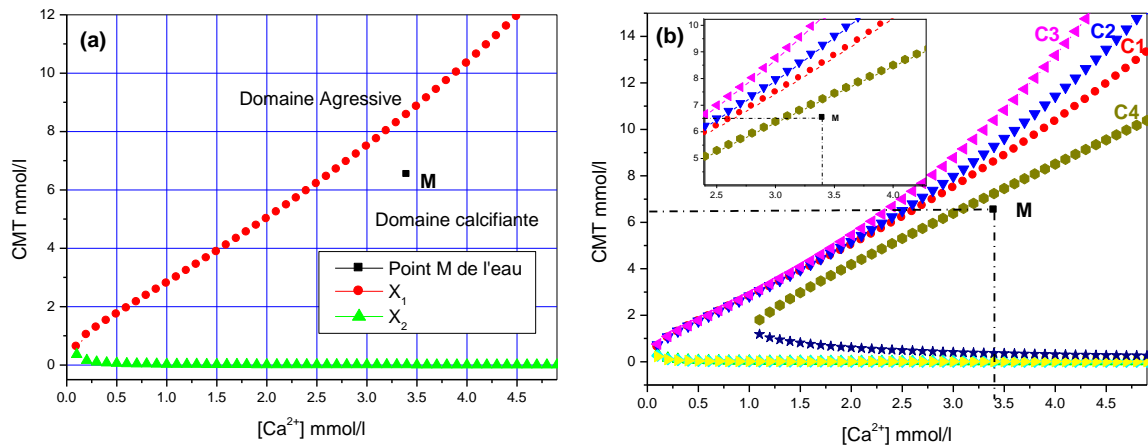 (a)
12
10
8
6
4
2
0
CMT mmol/l
Domaine Agressive
M
Domaine calcifiante
Point M de l'eau
X1
X2
0.0 0.5 1.0 1.5 2.0 2.5 3.0 3.5 4.0 4.5
[Ca2+] mmol/l
(b)
14
12
10
8
6
4
2
0
CMT mmol/l
10
9
8
7
6
5
M
2.5 3.0 3.5 4.0
C3
C2
C1
C4
M
0.0 0.5 1.0 1.5 2.0 2.5 3.0 3.5 4.0 4.5
[Ca2+] mmol/l